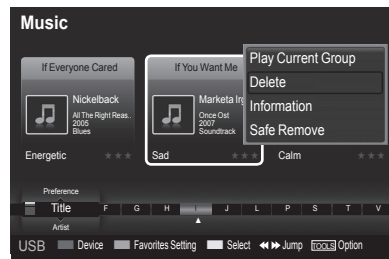 Music
If Everyone Cared
If You Want Me
Play Current Group
Delete
Information
Safe Remove
Nickelback
All The Right Reas..
2005
Blues
Marketa Irg
Once Ost
2007
Soundtrack
Energetic ★★★
Sad ★★★
Calm ★★★
Preference
Title F G H I J L P S T V
Artist
USB Device Favorites Setting Select ◀◀ ▶▶ Jump TOOLS Option